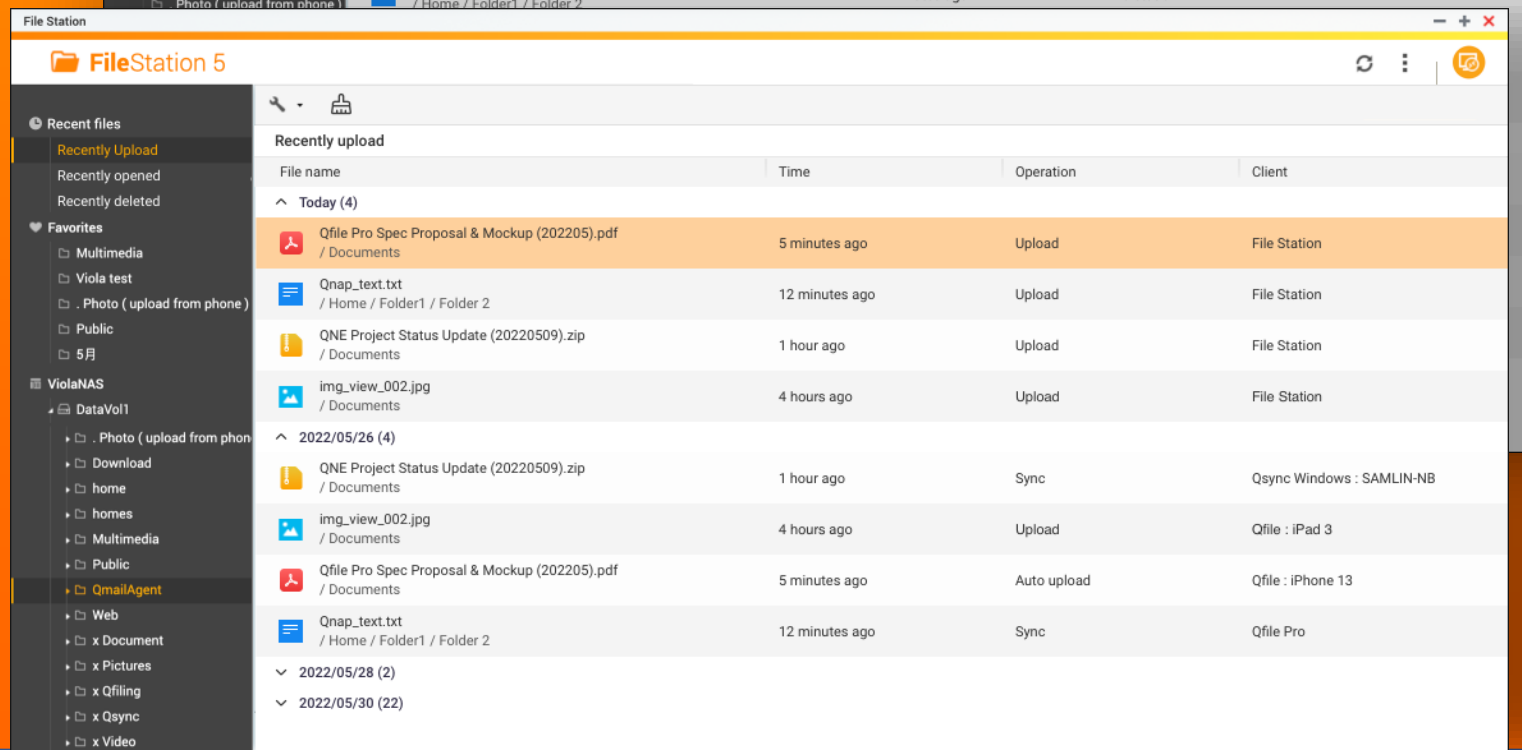 . Photo ( upload from phone )
/ Home / Folder1 / Folder 2
File Station
FileStation 5
Recent files
Recently Upload
Recently opened
Recently deleted
Favorites
Multimedia
Viola test
. Photo ( upload from phone )
Public
5月
ViolaNAS
DataVol1
. Photo ( upload from phon
Download
home
homes
Multimedia
Public
QmailAgent
Web
x Document
x Pictures
x Qfiling
x Qsync
x Video
Recently upload
File name Time Operation Client
Today (4)
Qfile Pro Spec Proposal & Mockup (202205).pdf
/ Documents
5 minutes ago Upload File Station
Qnap_text.txt
/ Home / Folder1 / Folder 2
12 minutes ago Upload File Station
QNE Project Status Update (20220509).zip
/ Documents
1 hour ago Upload File Station
img_view_002.jpg
/ Documents
4 hours ago Upload File Station
2022/05/26 (4)
QNE Project Status Update (20220509).zip
/ Documents
1 hour ago Sync Qsync Windows : SAMLIN-NB
img_view_002.jpg
/ Documents
4 hours ago Upload Qfile : iPad 3
Qfile Pro Spec Proposal & Mockup (202205).pdf
/ Documents
5 minutes ago Auto upload Qfile : iPhone 13
Qnap_text.txt
/ Home / Folder1 / Folder 2
12 minutes ago Sync Qfile Pro
2022/05/28 (2)
2022/05/30 (22)